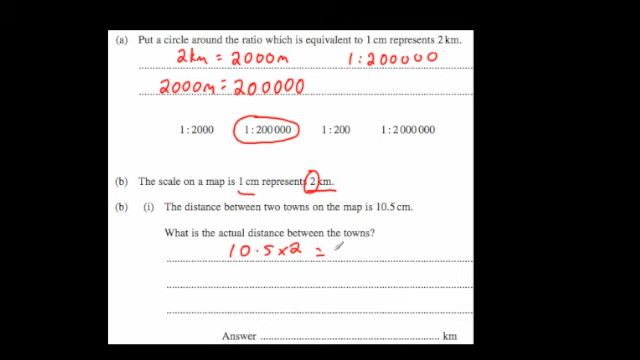 (a) Put a circle around the ratio which is equivalent to 1 cm represents 2 km.
2km = 2000m 1:200000
2000m = 200000
1 : 2000 1 : 200 000 1 : 200 1 : 2 000 000
(b) The scale on a map is 1 cm represents 2 km.
(b) (i) The distance between two towns on the map is 10.5 cm.
What is the actual distance between the towns?
10.5 x 2 =
Answer ............................................................ km